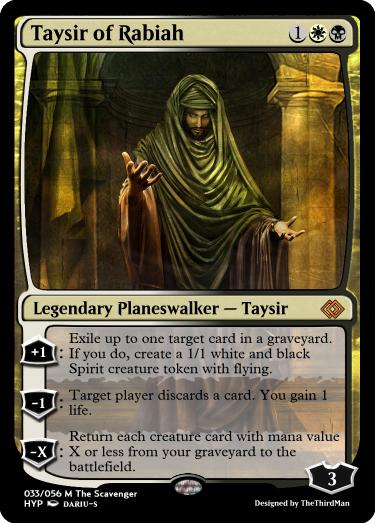 Taysir of Rabiah 1
Legendary Planeswalker — Taysir
+1: Exile up to one target card in a graveyard.
If you do, create a 1/1 white and black
Spirit creature token with flying.
-1: Target player discards a card. You gain 1
life.
-X: Return each creature card with mana value
X or less from your graveyard to the
battlefield.
3
033/056 M The Scavenger
HYP DARIU-S
Designed by TheThirdMan